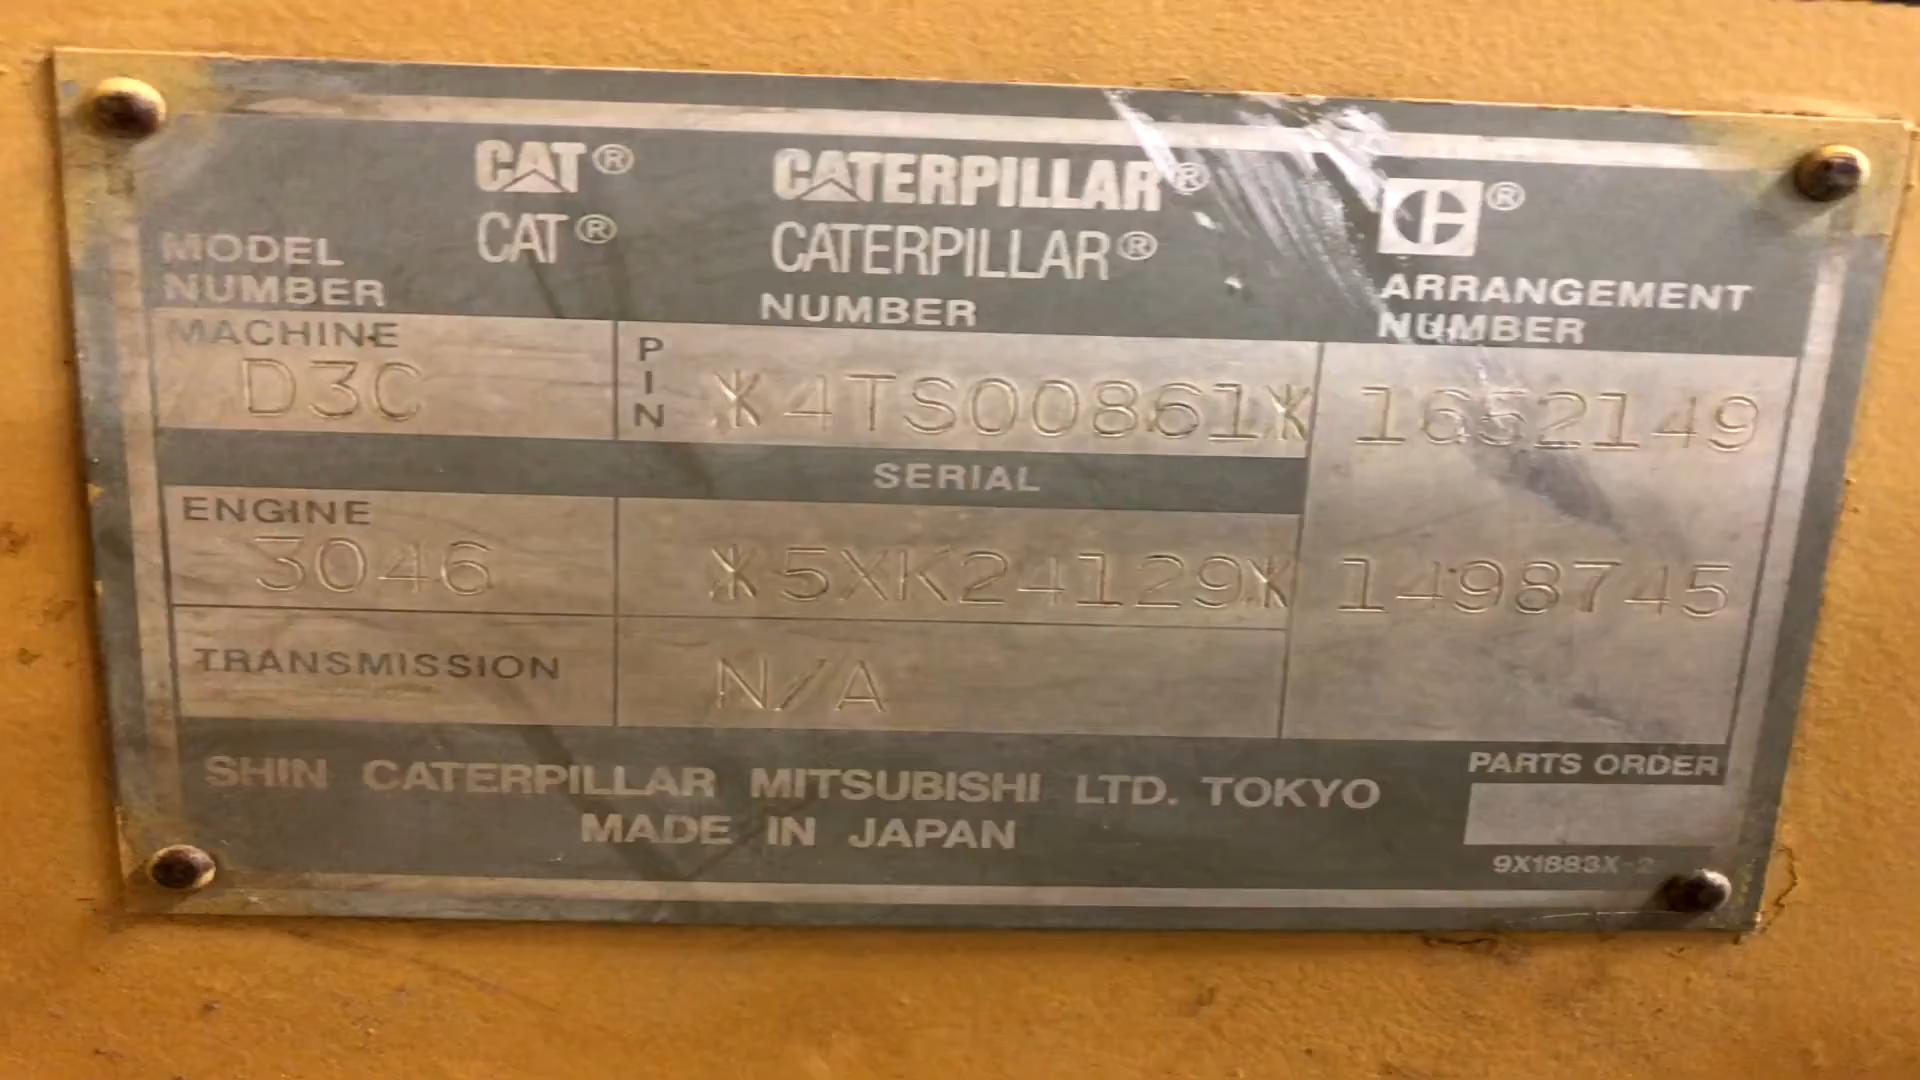 CAT® CATERPILLAR® ®
CAT® CATERPILLAR®
MODEL NUMBER
NUMBER
ARRANGEMENT NUMBER
MACHINE
D3C
PIN
*4TS00861*
1652149
SERIAL
ENGINE
3046
*5XK24129*
1498745
TRANSMISSION
N/A
SHIN CATERPILLAR MITSUBISHI LTD. TOKYO
MADE IN JAPAN
PARTS ORDER
9X1883X-2